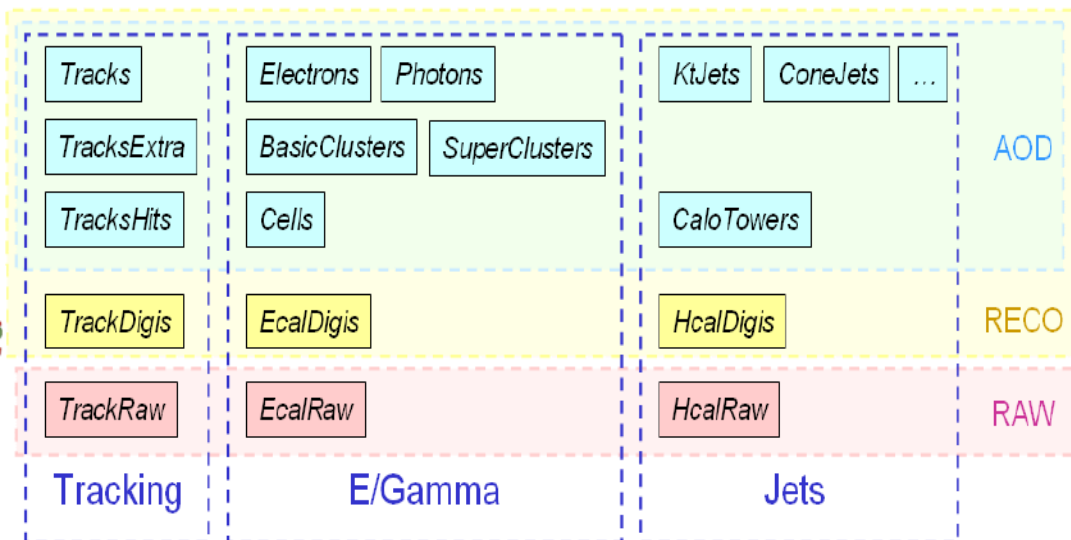 Tracks Electrons Photons KtJets ConeJets ...
TracksExtra BasicClusters SuperClusters AOD
TracksHits Cells CaloTowers
TrackDigis EcalDigis HcalDigis RECO
TrackRaw EcalRaw HcalRaw RAW
Tracking E/Gamma Jets